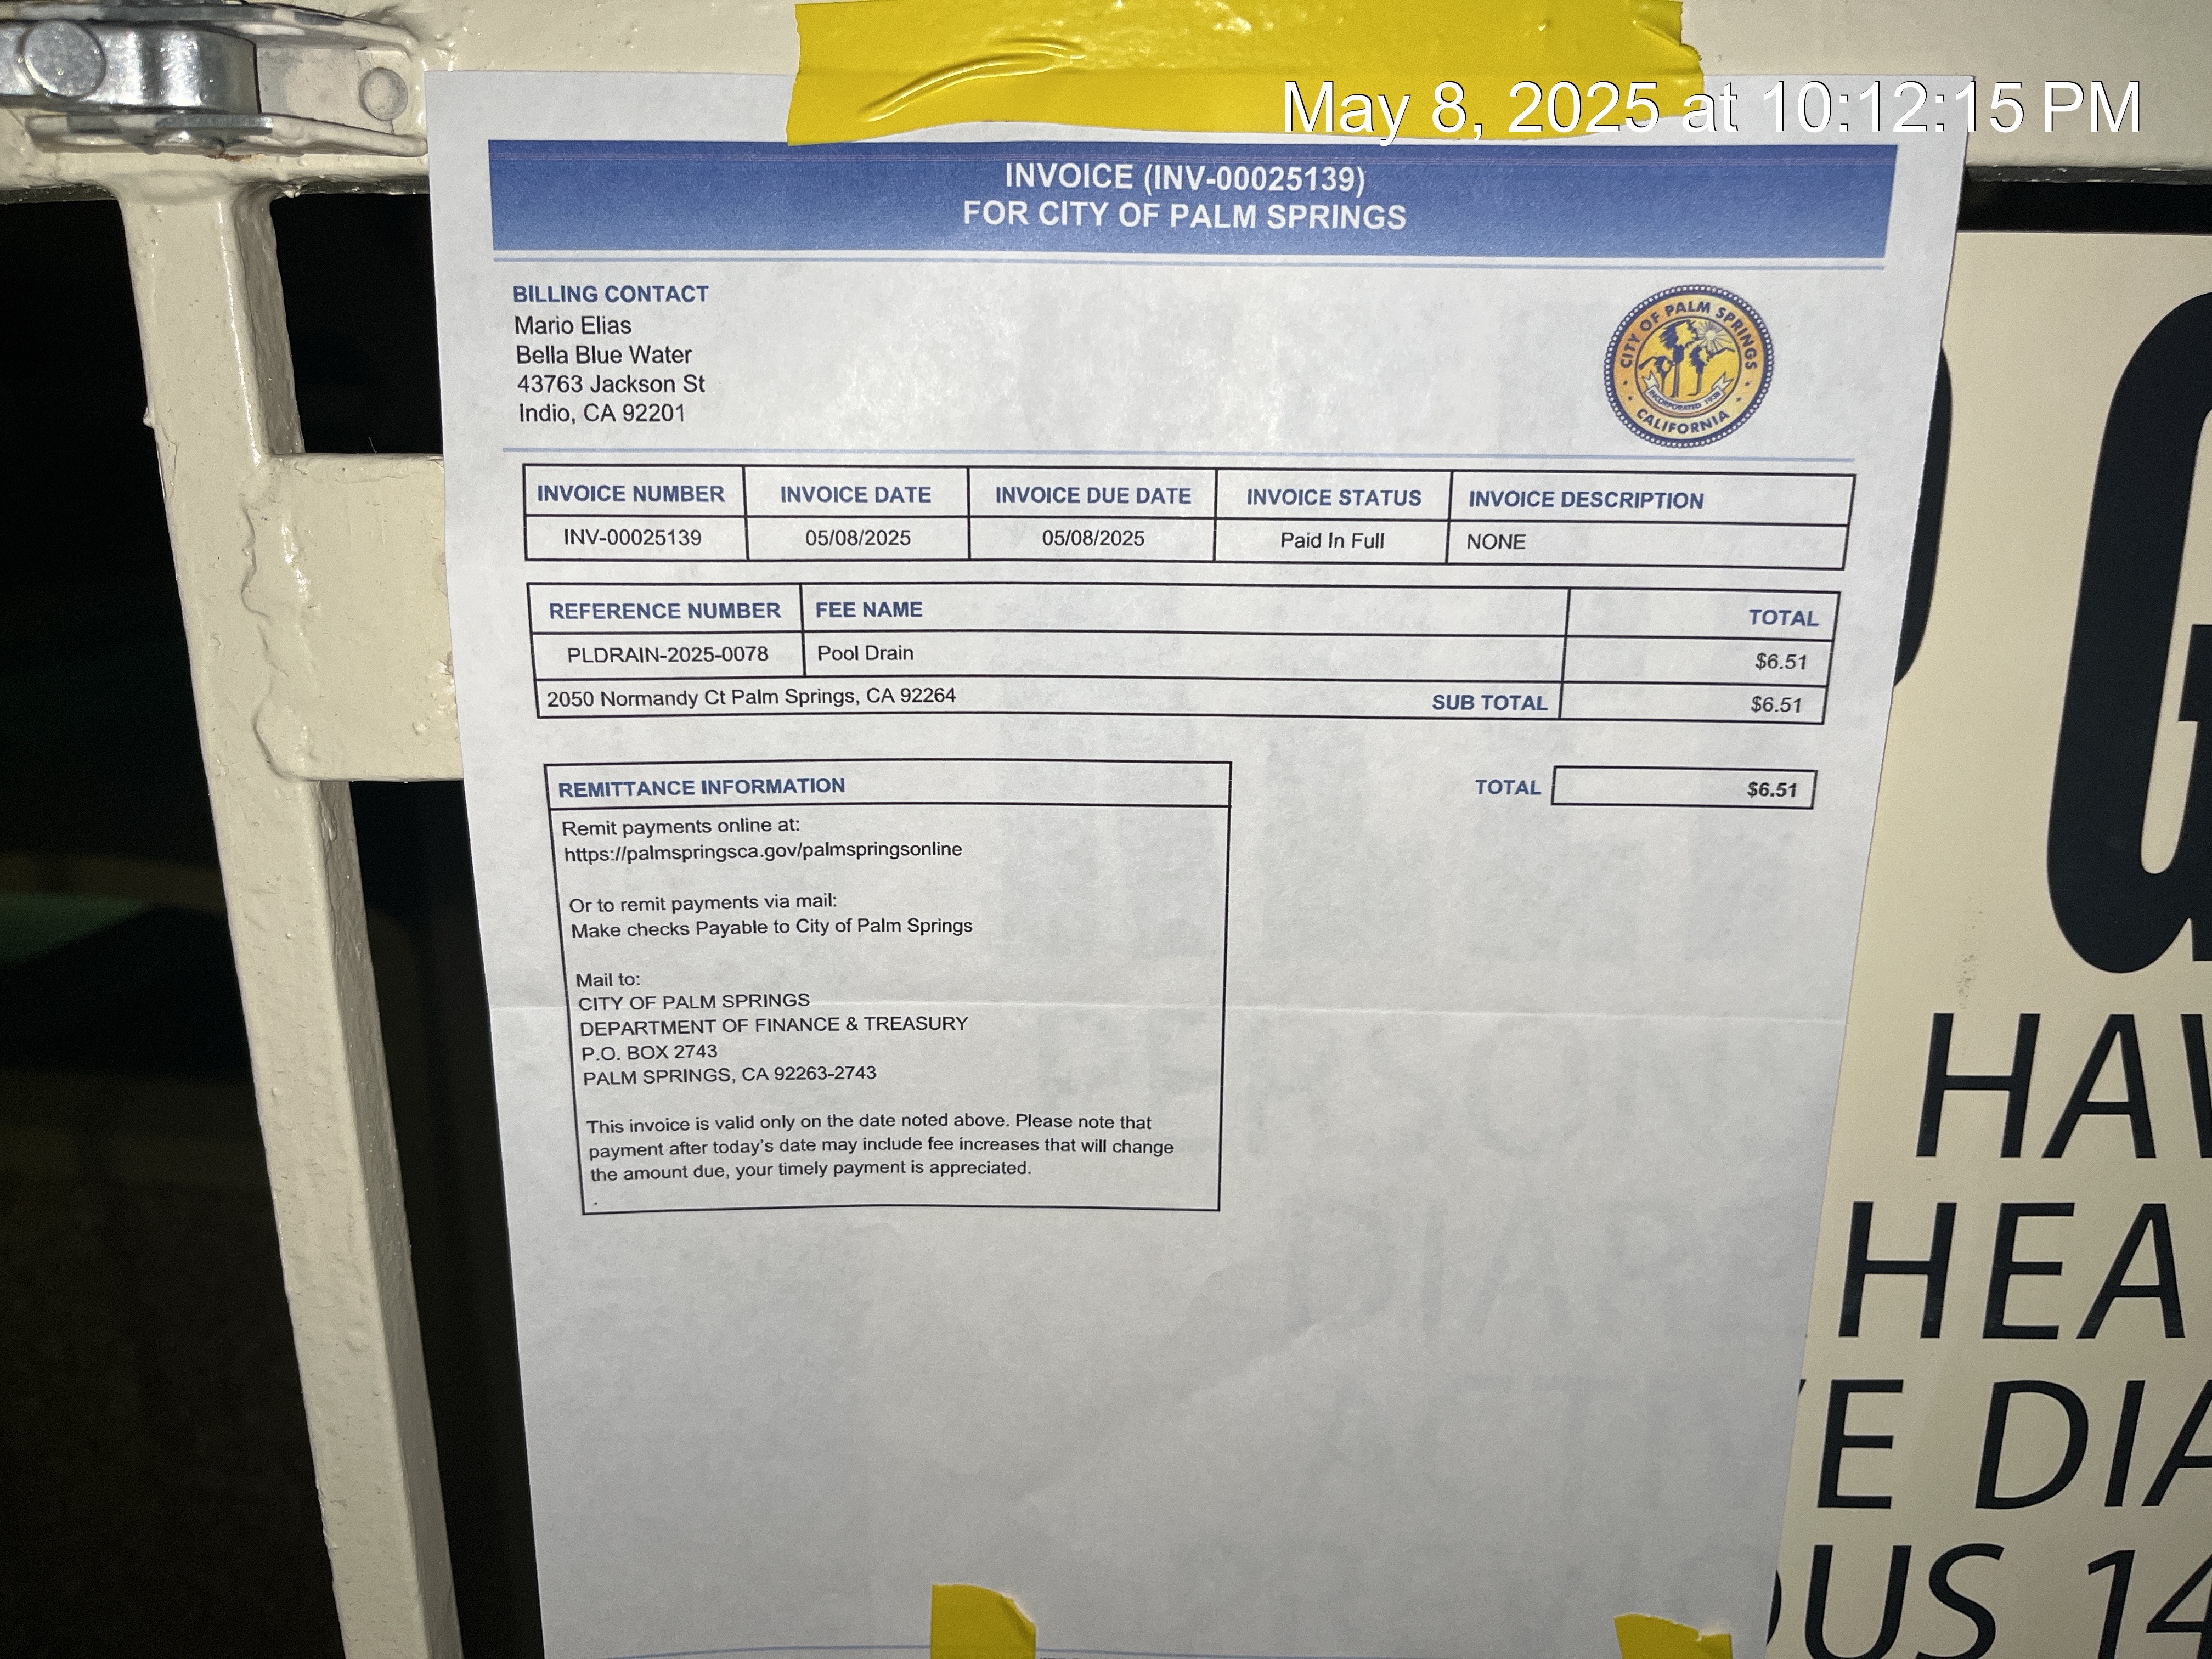 May 8, 2025 at 10:12:15 PM
INVOICE (INV-00025139)
FOR CITY OF PALM SPRINGS
BILLING CONTACT
Mario Elias
Bella Blue Water
43763 Jackson St
Indio, CA 92201
CITY OF PALM SPRINGS
INCORPORATED 1938
CALIFORNIA
INVOICE NUMBER INVOICE DATE INVOICE DUE DATE INVOICE STATUS INVOICE DESCRIPTION
INV-00025139 05/08/2025 05/08/2025 Paid In Full NONE
REFERENCE NUMBER FEE NAME TOTAL
PLDRAIN-2025-0078 Pool Drain $6.51
2050 Normandy Ct Palm Springs, CA 92264 SUB TOTAL $6.51
TOTAL $6.51
REMITTANCE INFORMATION
Remit payments online at:
https://palmspringsca.gov/palmspringsonline
Or to remit payments via mail:
Make checks Payable to City of Palm Springs
Mail to:
CITY OF PALM SPRINGS
DEPARTMENT OF FINANCE & TREASURY
P.O. BOX 2743
PALM SPRINGS, CA 92263-2743
This invoice is valid only on the date noted above. Please note that
payment after today's date may include fee increases that will change
the amount due, your timely payment is appreciated.
.
G
HAV
HEA
E DIA
OUS 14